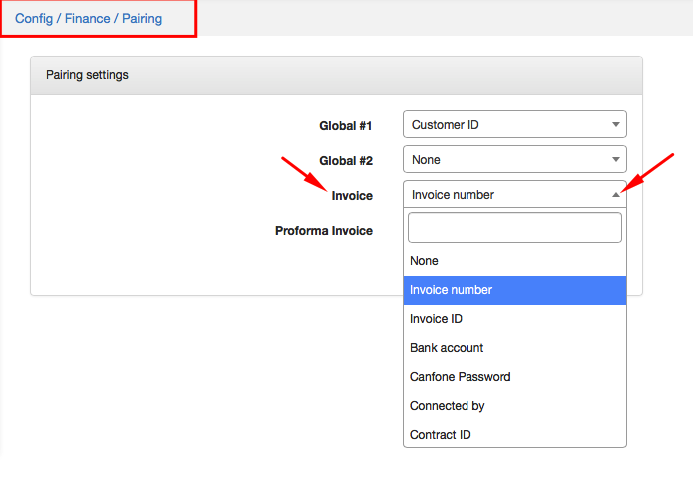 Config / Finance / Pairing
Pairing settings
Global #1 Customer ID
Global #2 None
Invoice Invoice number
Proforma Invoice
None
Invoice number
Invoice ID
Bank account
Canfone Password
Connected by
Contract ID